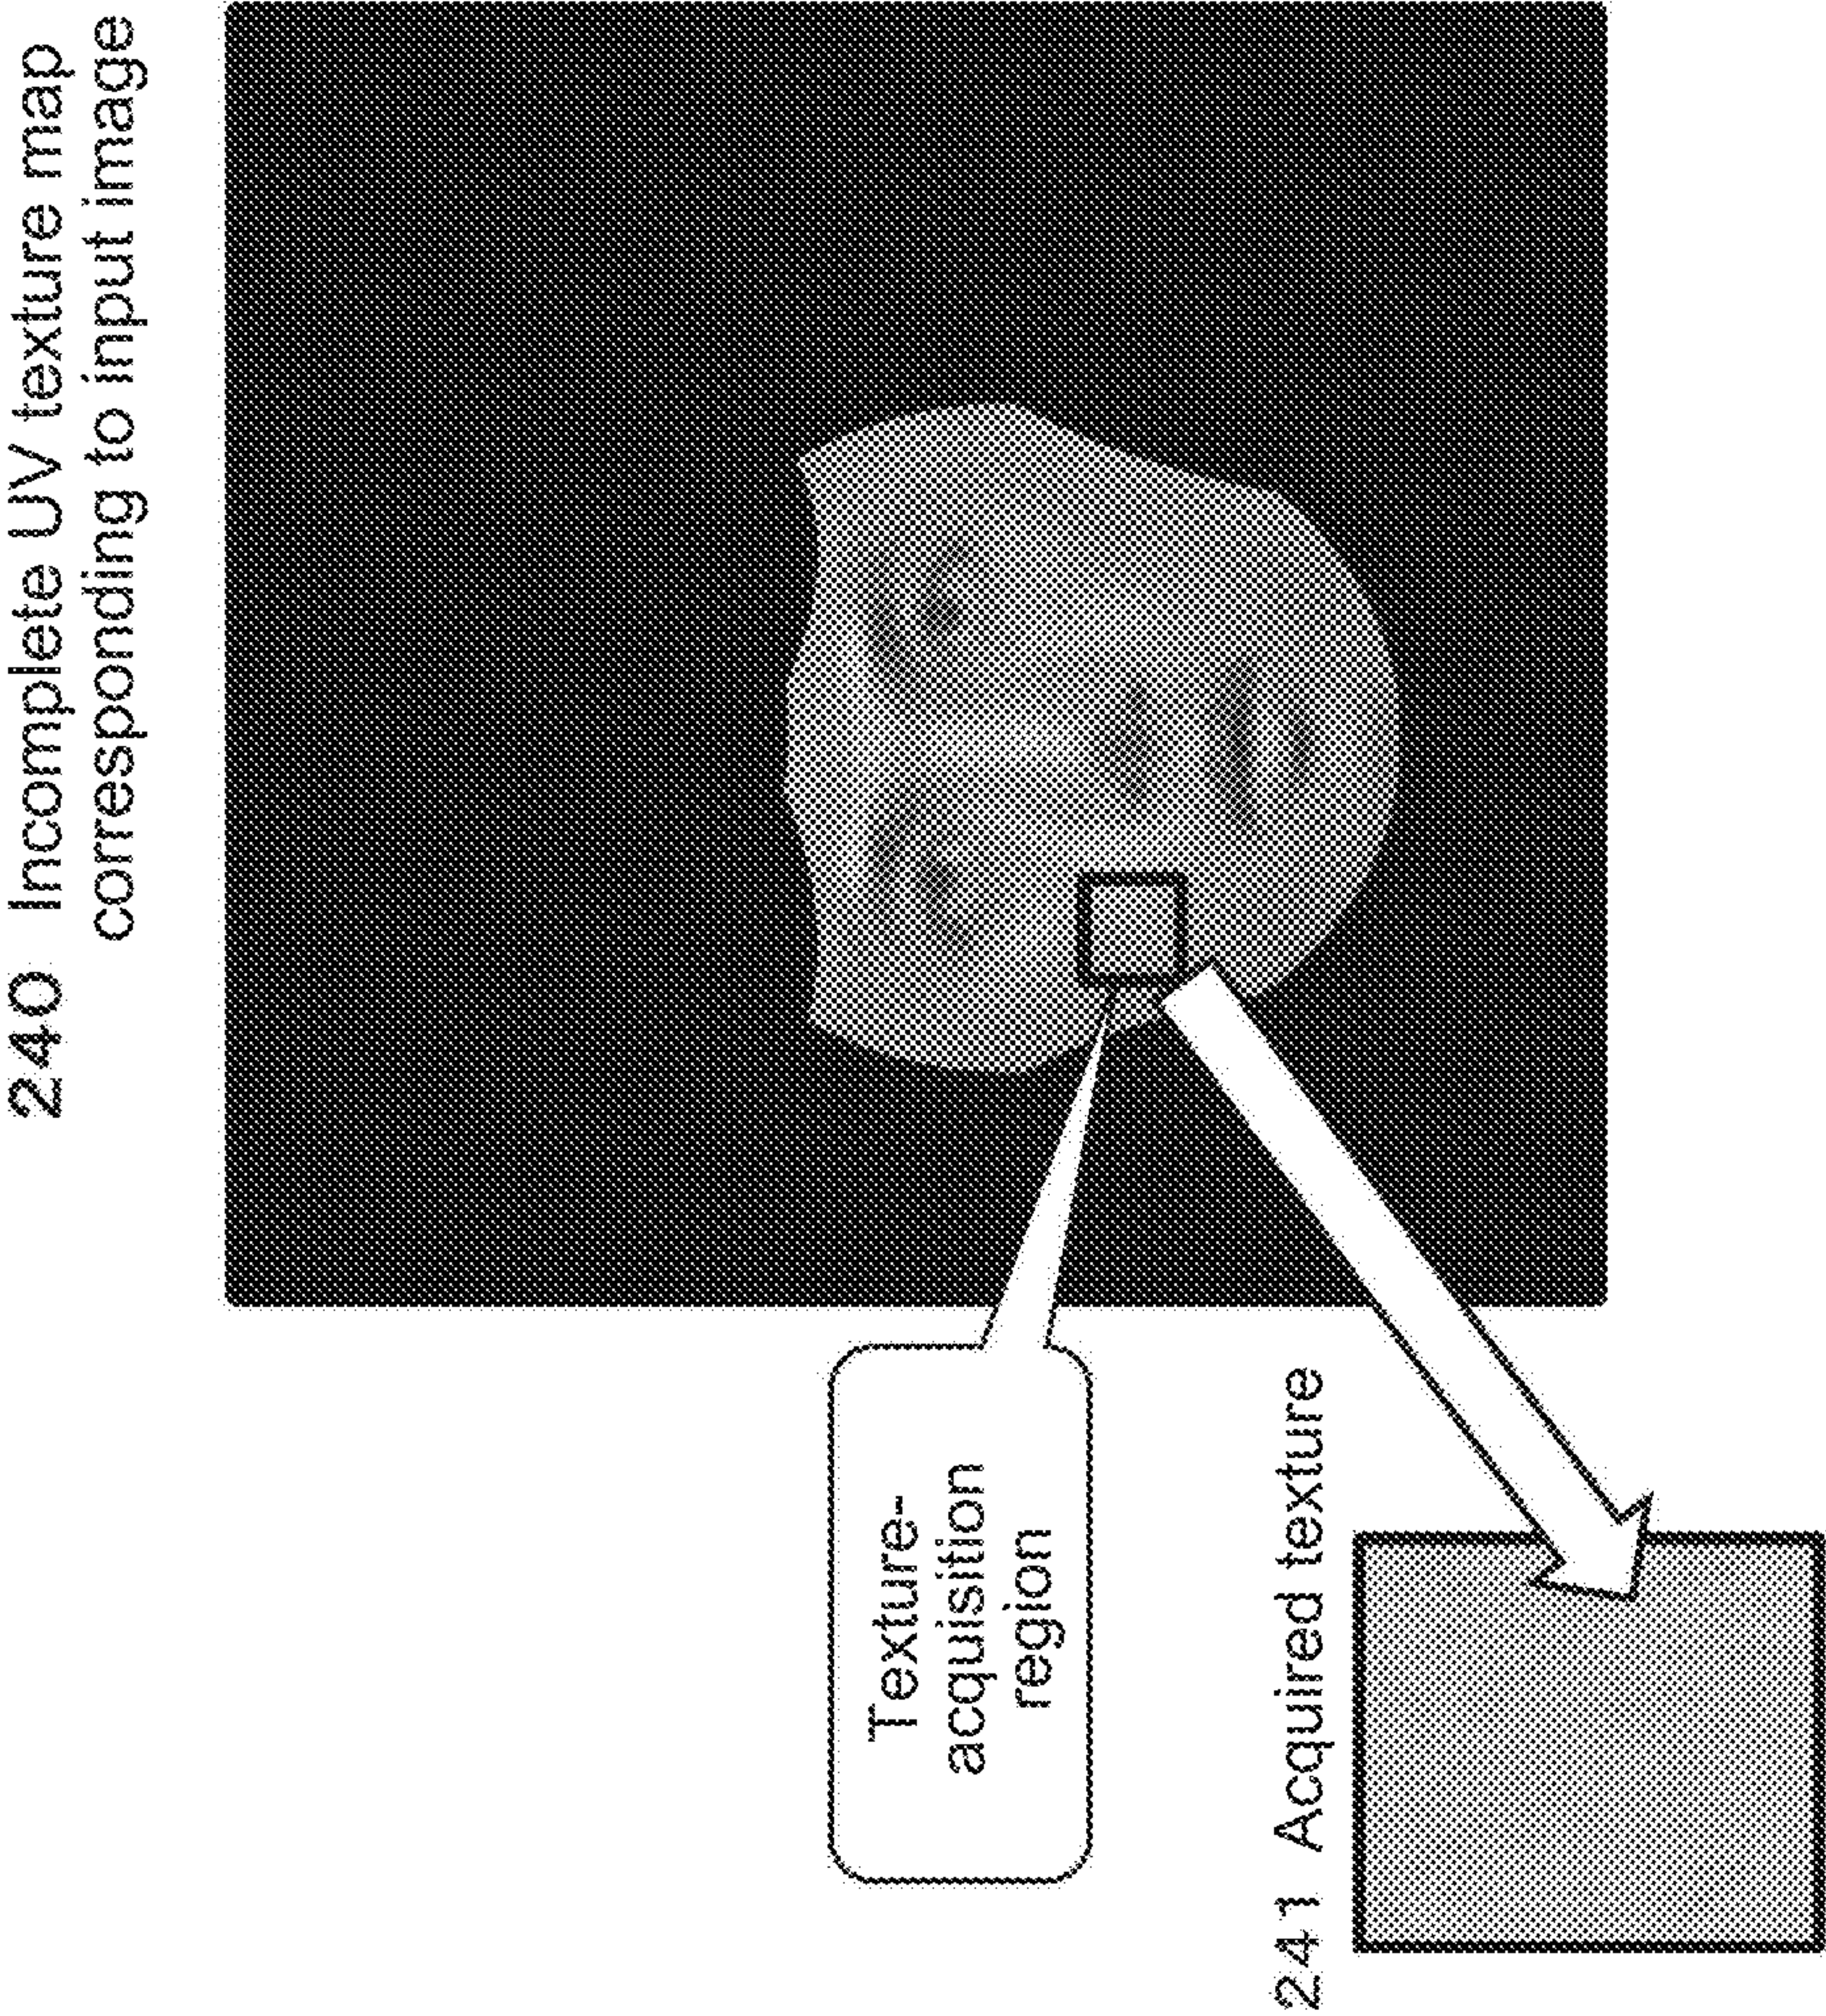 240 Incomplete UV texture map
corresponding to input image
Texture-
acquisition
region
241 Acquired texture